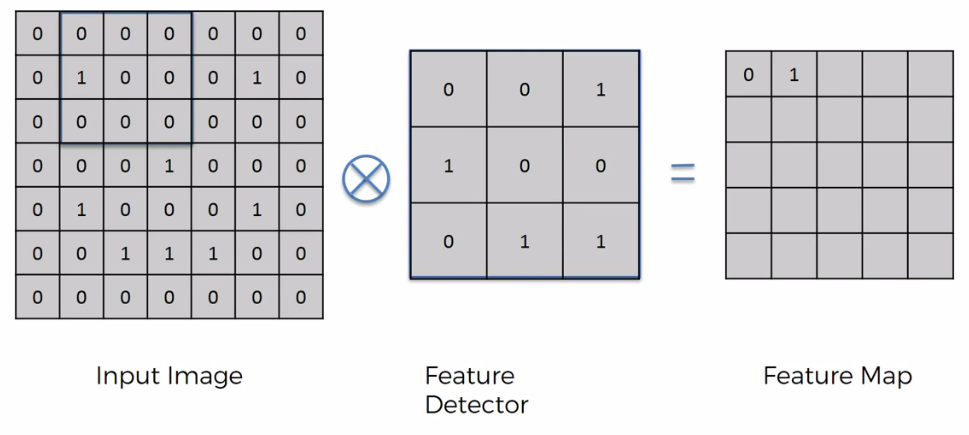 0 0 0 0 0 0 0
0 1 0 0 0 1 0
0 0 0 0 0 0 0
0 0 0 1 0 0 0
0 1 0 0 0 1 0
0 0 1 1 1 0 0
0 0 0 0 0 0 0
0 0 1
1 0 0
0 1 1
=
0 1
Input Image
Feature
Detector
Feature Map